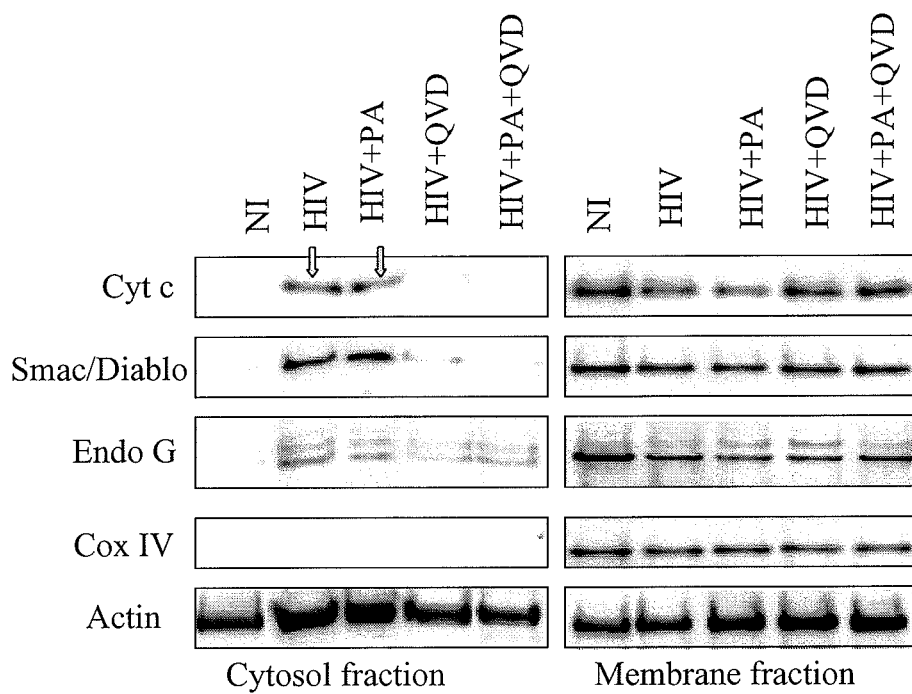 NI HIV HIV+PA HIV+QVD HIV+PA+QVD NI HIV HIV+PA HIV+QVD HIV+PA+QVD
Cyt c
Smac/Diablo
Endo G
Cox IV
Actin
Cytosol fraction Membrane fraction